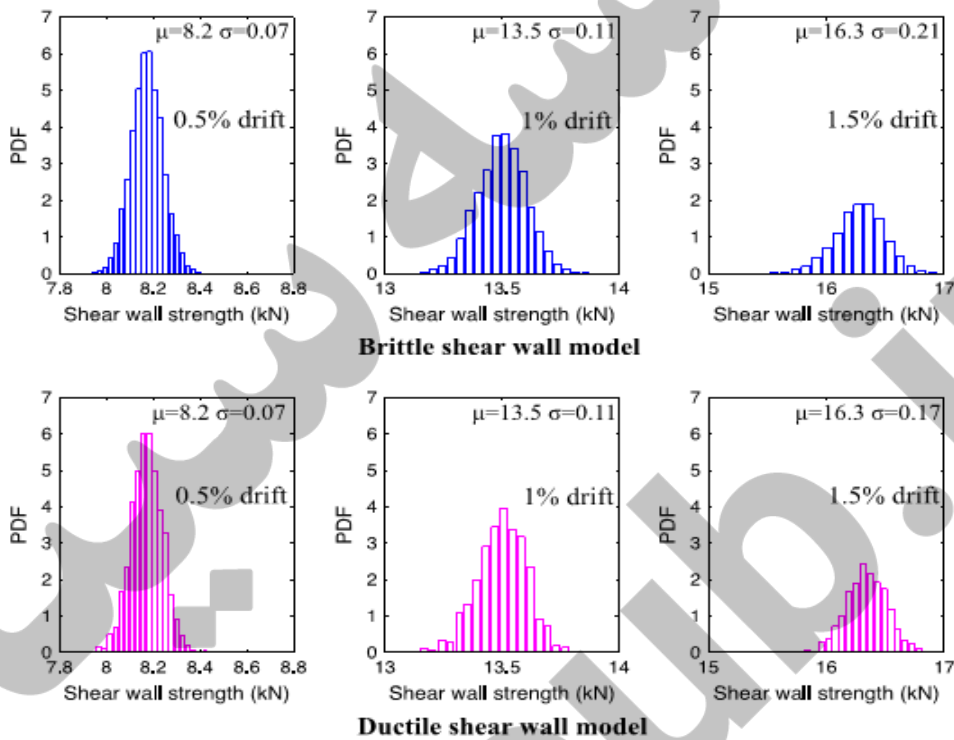 μ=8.2 σ=0.07
0.5% drift
PDF
0
1
2
3
4
5
6
7
7.8
8
8.2
8.4
8.6
8.8
Shear wall strength (kN)
μ=13.5 σ=0.11
1% drift
PDF
0
1
2
3
4
5
6
7
13
13.5
14
Shear wall strength (kN)
μ=16.3 σ=0.21
1.5% drift
PDF
0
1
2
3
4
5
6
7
15
16
17
Shear wall strength (kN)
Brittle shear wall model
μ=8.2 σ=0.07
0.5% drift
PDF
0
1
2
3
4
5
6
7
7.8
8
8.2
8.4
8.6
8.8
Shear wall strength (kN)
μ=13.5 σ=0.11
1% drift
PDF
0
1
2
3
4
5
6
7
13
13.5
14
Shear wall strength (kN)
μ=16.3 σ=0.17
1.5% drift
PDF
0
1
2
3
4
5
6
7
15
16
17
Shear wall strength (kN)
Ductile shear wall model